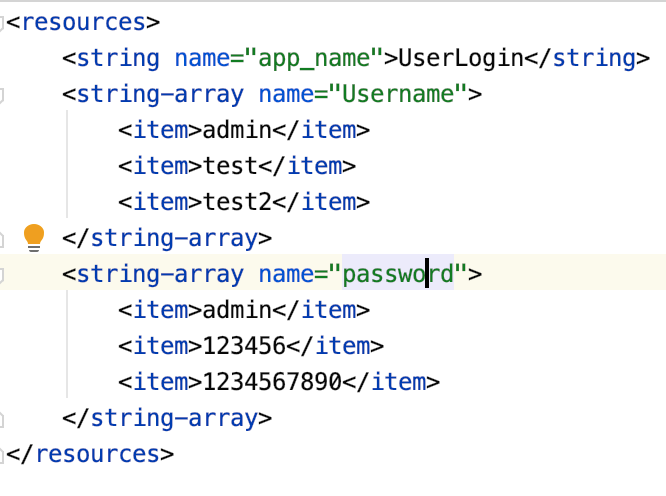 <resources>
    <string name="app_name">UserLogin</string>
    <string-array name="Username">
        <item>admin</item>
        <item>test</item>
        <item>test2</item>
    </string-array>
    <string-array name="password">
        <item>admin</item>
        <item>123456</item>
        <item>1234567890</item>
    </string-array>
</resources>